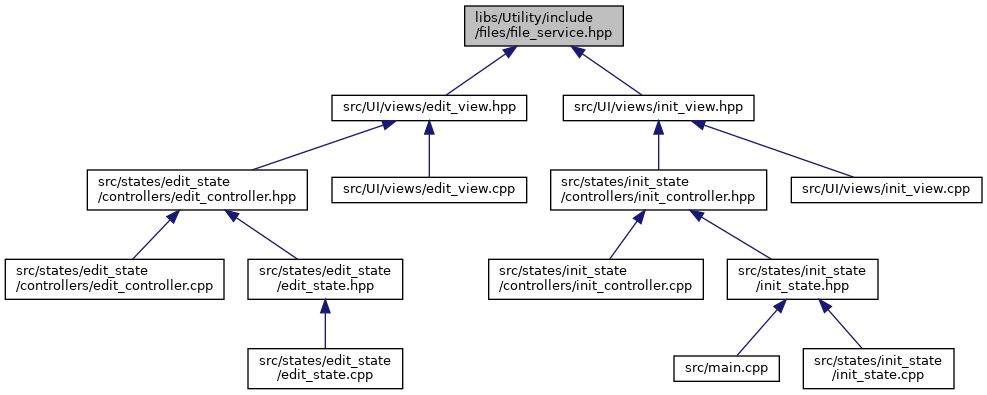 libs/Utility/include
/files/file_service.hpp
src/UI/views/edit_view.hpp
src/UI/views/init_view.hpp
src/states/edit_state
/controllers/edit_controller.hpp
src/UI/views/edit_view.cpp
src/states/init_state
/controllers/init_controller.hpp
src/UI/views/init_view.cpp
src/states/edit_state
/controllers/edit_controller.cpp
src/states/edit_state
/edit_state.hpp
src/states/init_state
/controllers/init_controller.cpp
src/states/init_state
/init_state.hpp
src/states/edit_state
/edit_state.cpp
src/main.cpp
src/states/init_state
/init_state.cpp